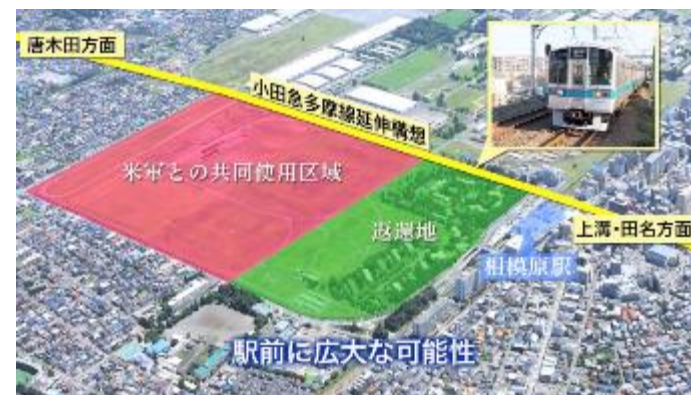 唐木田方面
小田急多摩線延伸構想
米軍との共同使用区域
返還地
上溝・田名方面
相模原駅
駅前に広大な可能性